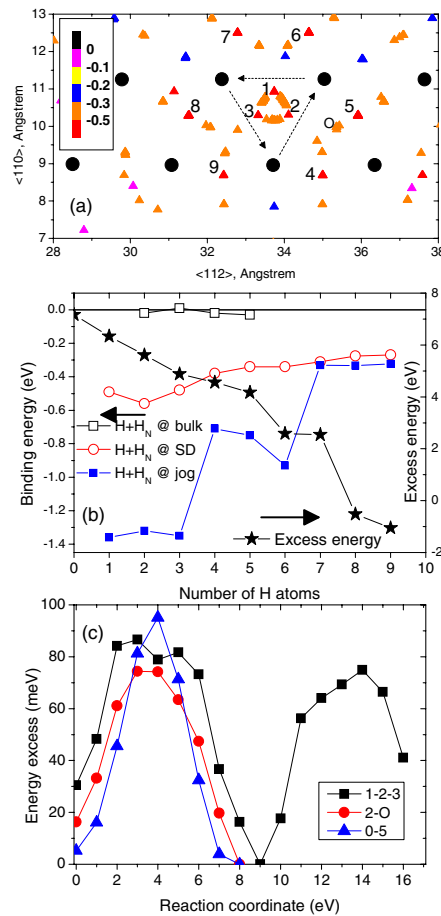 13
12
11
10
9
8
7
<110>, Angstrem
0
-0.1
-0.2
-0.3
-0.5
7
6
1
2
3
8
5
O
9
4
(a)
28 30 32 34 36 38
<112>, Angstrem
0.0
-0.2
-0.4
-0.6
-0.8
-1.0
-1.2
-1.4
Binding energy (eV)
H+H_N @ bulk
H+H_N @ SD
H+H_N @ jog
Excess energy
(b)
8
6
4
2
0
-2
Excess energy (eV)
0 1 2 3 4 5 6 7 8 9 10
Number of H atoms
100
80
60
40
20
0
Energy excess (meV)
(c)
1-2-3
2-O
0-5
0 2 4 6 8 10 12 14 16
Reaction coordinate (eV)